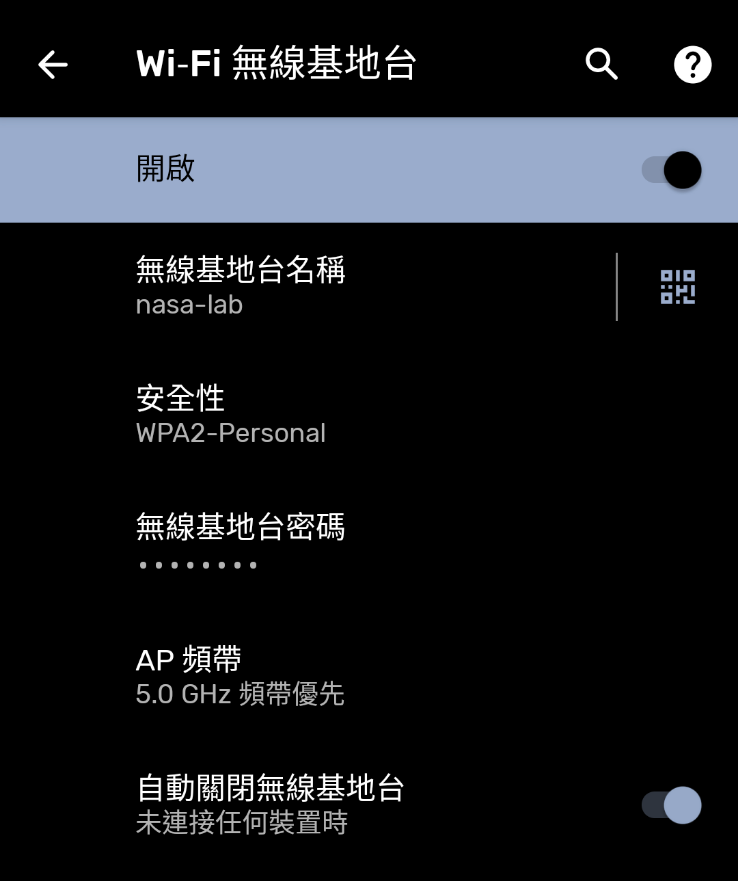 Wi-Fi 無線基地台
開啟
無線基地台名稱
nasa-lab
安全性
WPA2-Personal
無線基地台密碼
••••••••
AP 頻帶
5.0 GHz 頻帶優先
自動關閉無線基地台
未連接任何裝置時